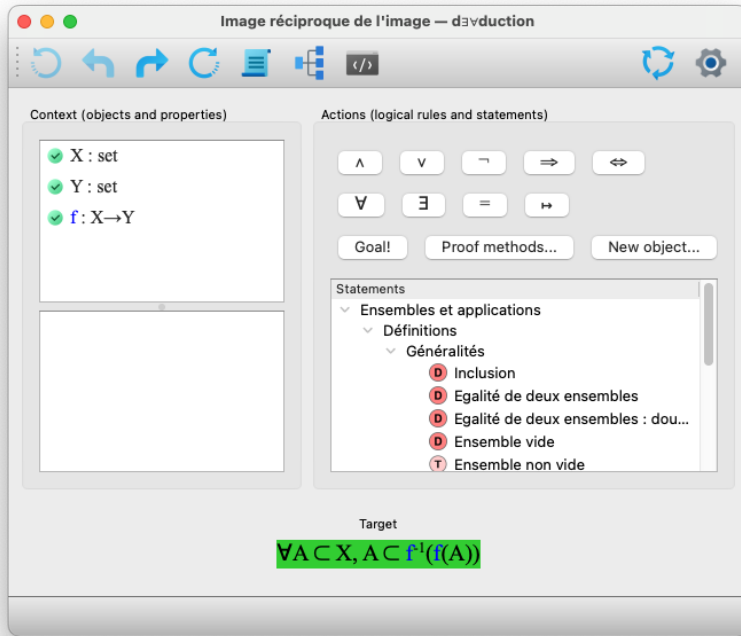 Image réciproque de l'image — d∃∀duction
</>
Context (objects and properties)
Actions (logical rules and statements)
X : set
Y : set
f : X→Y
∧ ∨ ¬ ⇒ ⇔
∀ ∃ = ↦
Goal! Proof methods... New object...
Statements
Ensembles et applications
Définitions
Généralités
D Inclusion
D Egalité de deux ensembles
D Egalité de deux ensembles : dou...
D Ensemble vide
T Ensemble non vide
Target
∀A ⊂ X, A ⊂ f⁻¹(f(A))